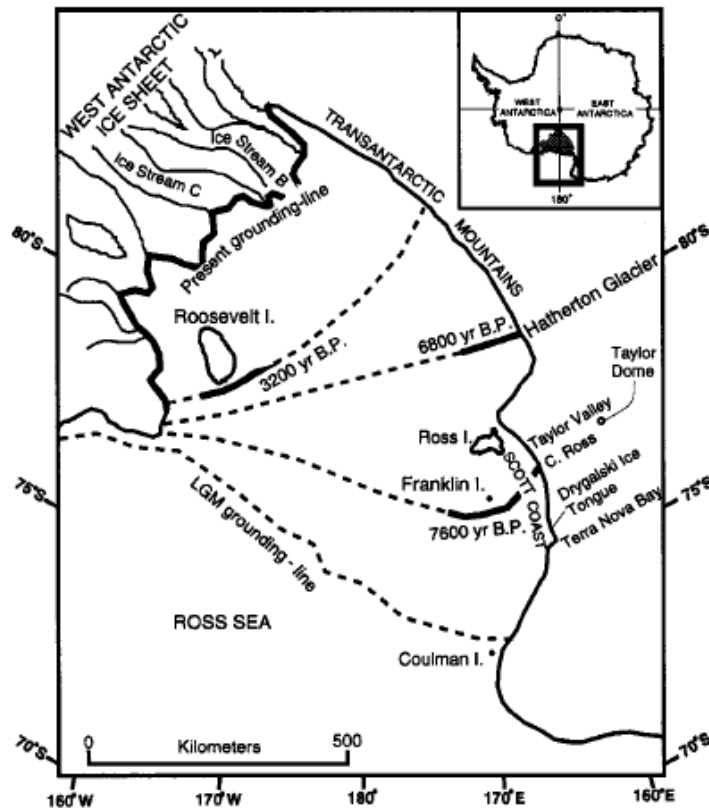 0°
WEST
ANTARCTICA
EAST
ANTARCTICA
180°
WEST ANTARCTIC
ICE SHEET
Ice Stream B
Ice Stream C
Present grounding-line
TRANSANTARCTIC
MOUNTAINS
80°S
80°S
Roosevelt I.
3200 yr B.P.
6800 yr B.P.
Hatherton Glacier
Taylor
Dome
Taylor Valley
Ross I.
C. Ross
SCOTT COAST
Drygalski Ice
Tongue
Franklin I.
75°S
75°S
7600 yr B.P.
Terra Nova Bay
LGM grounding-line
ROSS SEA
Coulman I.
0
500
Kilometers
70°S
70°S
160°W
170°W
180°
170°E
160°E